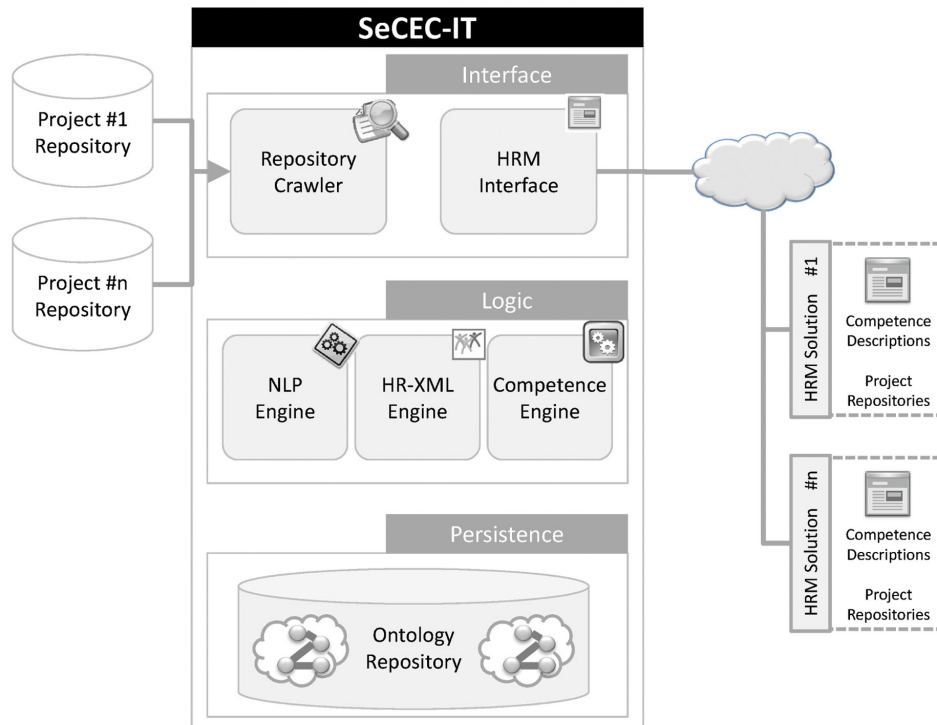 SeCEC-IT
Interface
Project #1
Repository
Repository
Crawler
HRM
Interface
Project #n
Repository
Logic
NLP
Engine
HR-XML
Engine
Competence
Engine
Persistence
Ontology
Repository
HRM Solution #1
Competence
Descriptions
Project
Repositories
HRM Solution #n
Competence
Descriptions
Project
Repositories